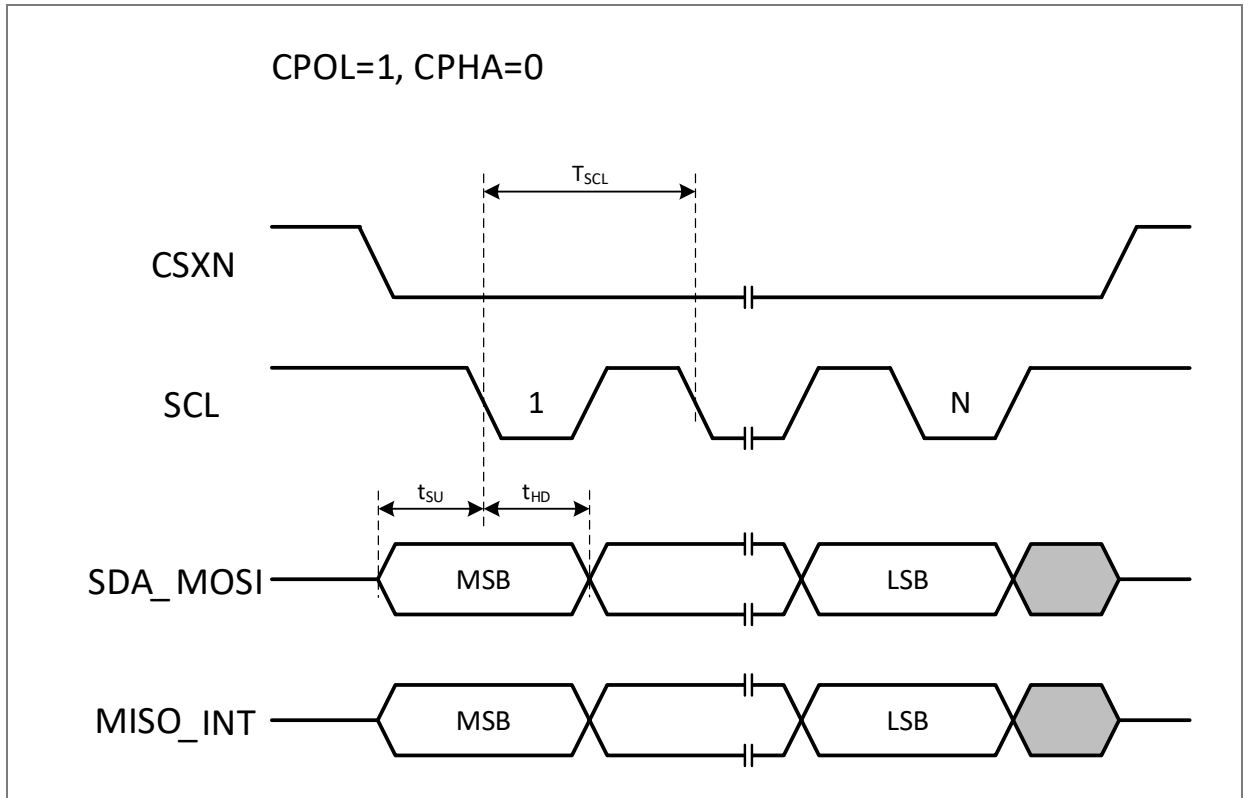 CPOL=1, CPHA=0
TSCL
CSXN
SCL
1
N
tSU
tHD
SDA_MOSI
MSB
LSB
MISO_INT
MSB
LSB